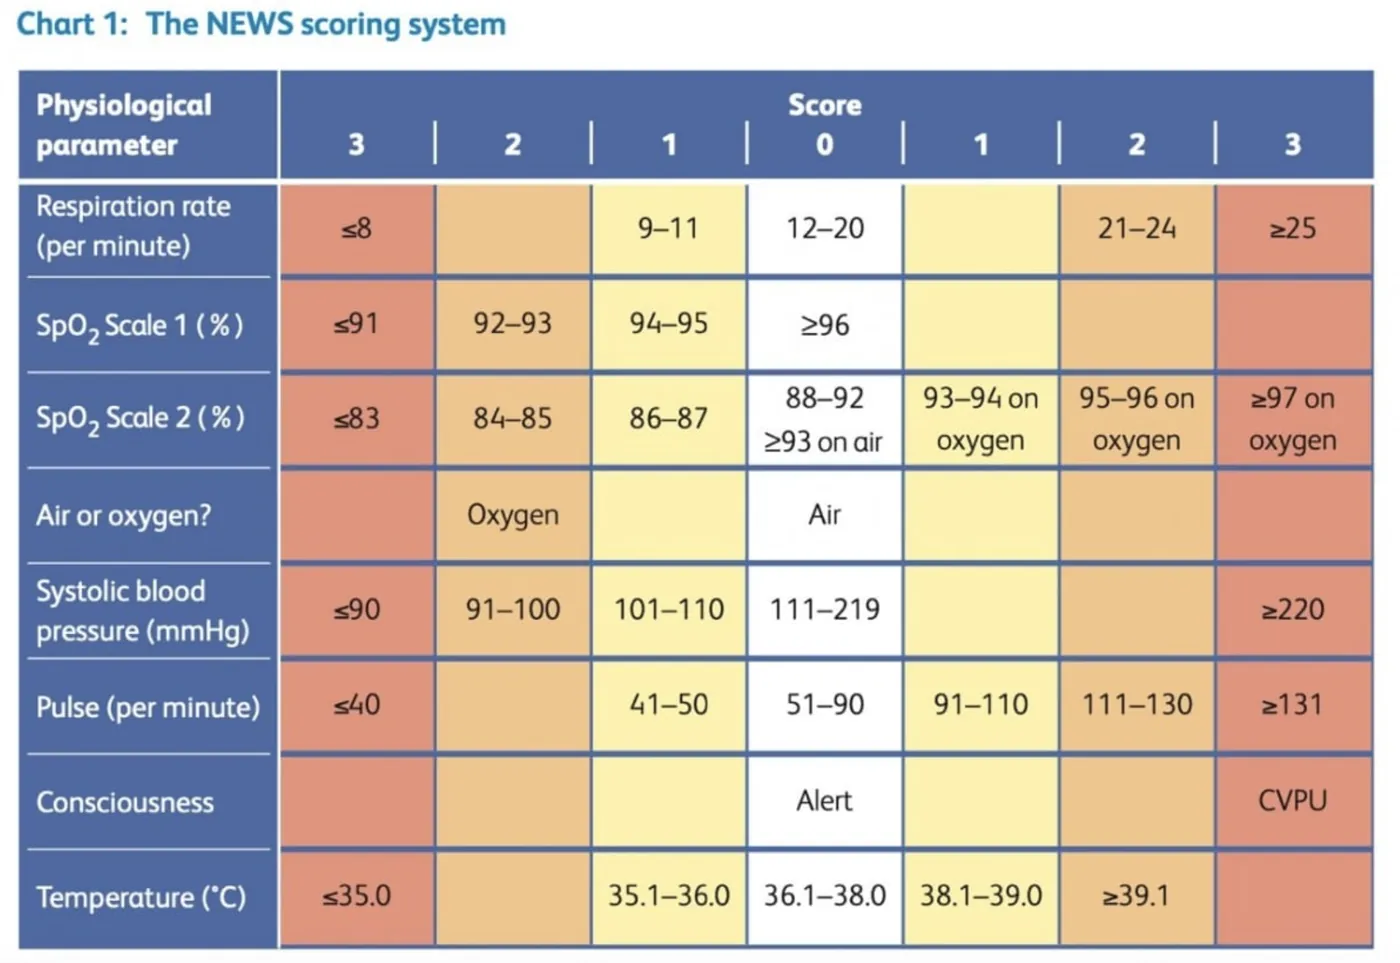 Chart 1: The NEWS scoring system
Physiological parameter
Score
3 2 1 0 1 2 3
Respiration rate (per minute) ≤8 9–11 12–20 21–24 ≥25
SpO₂ Scale 1 (%) ≤91 92–93 94–95 ≥96
SpO₂ Scale 2 (%) ≤83 84–85 86–87 88–92 ≥93 on air 93–94 on oxygen 95–96 on oxygen ≥97 on oxygen
Air or oxygen? Oxygen Air
Systolic blood pressure (mmHg) ≤90 91–100 101–110 111–219 ≥220
Pulse (per minute) ≤40 41–50 51–90 91–110 111–130 ≥131
Consciousness Alert CVPU
Temperature (°C) ≤35.0 35.1–36.0 36.1–38.0 38.1–39.0 ≥39.1